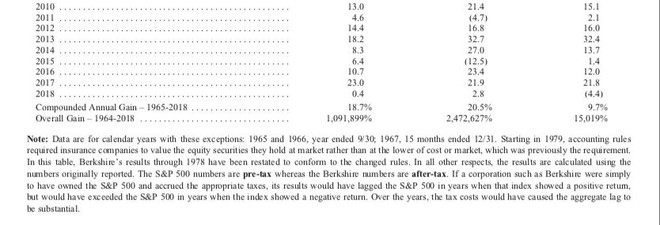 2010 ................................................ 13.0 21.4 15.1
2011 ................................................ 4.6 (4.7) 2.1
2012 ................................................ 14.4 16.8 16.0
2013 ................................................ 18.2 32.7 32.4
2014 ................................................ 8.3 27.0 13.7
2015 ................................................ 6.4 (12.5) 1.4
2016 ................................................ 10.7 23.4 12.0
2017 ................................................ 23.0 21.9 21.8
2018 ................................................ 0.4 2.8 (4.4)
Compounded Annual Gain – 1965-2018 .................... 18.7% 20.5% 9.7%
Overall Gain – 1964-2018 .............................. 1,091,899% 2,472,627% 15,019%
Note: Data are for calendar years with these exceptions: 1965 and 1966, year ended 9/30; 1967, 15 months ended 12/31. Starting in 1979, accounting rules
required insurance companies to value the equity securities they hold at market rather than at the lower of cost or market, which was previously the requirement.
In this table, Berkshire's results through 1978 have been restated to conform to the changed rules. In all other respects, the results are calculated using the
numbers originally reported. The S&P 500 numbers are pre-tax whereas the Berkshire numbers are after-tax. If a corporation such as Berkshire were simply
to have owned the S&P 500 and accrued the appropriate taxes, its results would have lagged the S&P 500 in years when that index showed a positive return,
but would have exceeded the S&P 500 in years when the index showed a negative return. Over the years, the tax costs would have caused the aggregate lag to
be substantial.